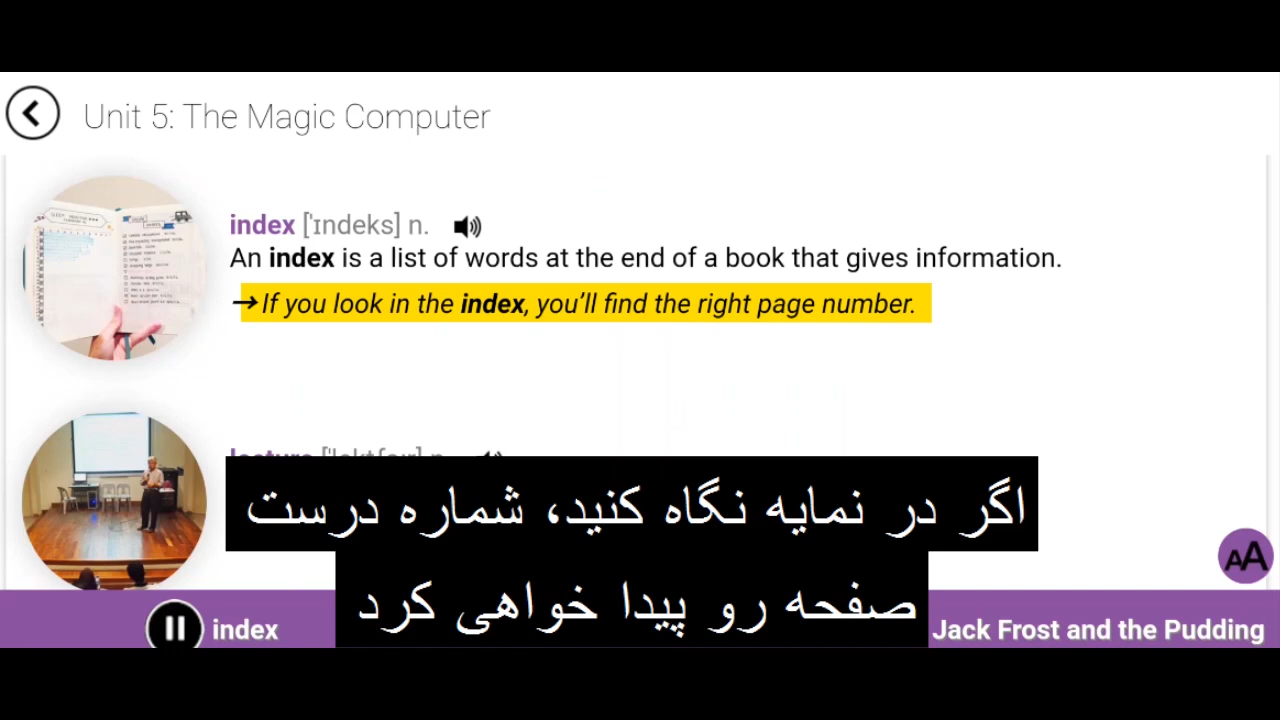 Unit 5: The Magic Computer
index ['ɪndeks] n.
An index is a list of words at the end of a book that gives information.
→ If you look in the index, you'll find the right page number.
اگر در نمایه نگاه کنید، شماره درست
صفحه رو پیدا خواهی کرد
AA
index
Jack Frost and the Pudding